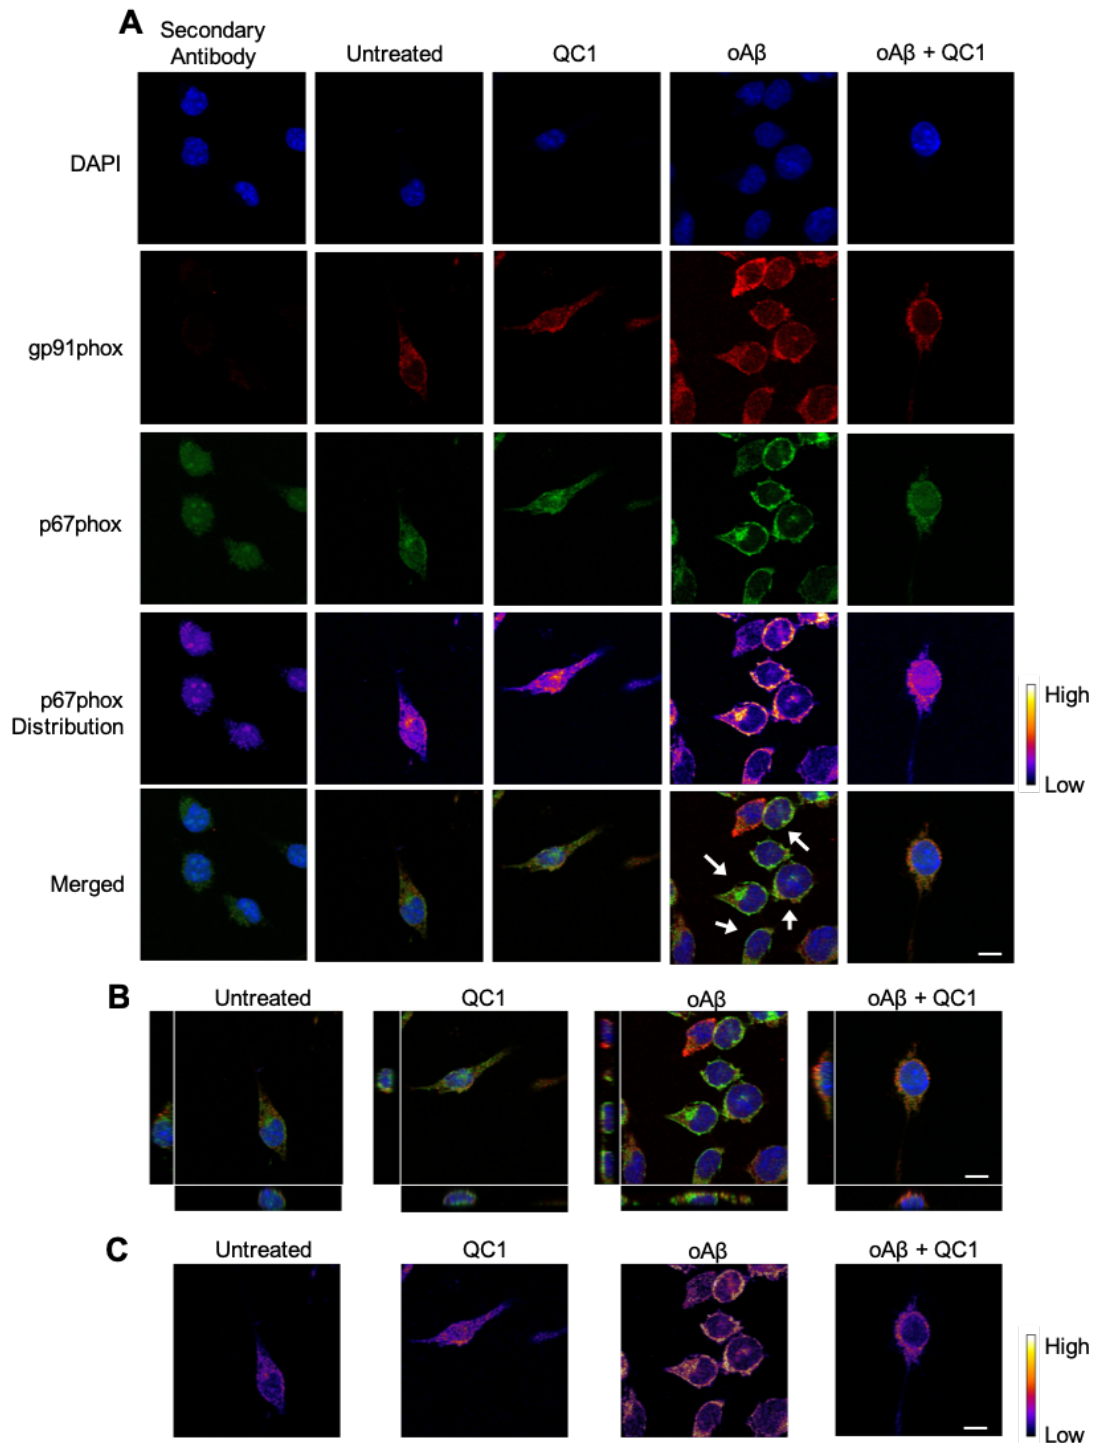 A
Secondary
Antibody
Untreated
QC1
oAβ
oAβ + QC1
DAPI
gp91phox
p67phox
p67phox
Distribution
High
Low
Merged
B
Untreated
QC1
oAβ
oAβ + QC1
C
Untreated
QC1
oAβ
oAβ + QC1
High
Low